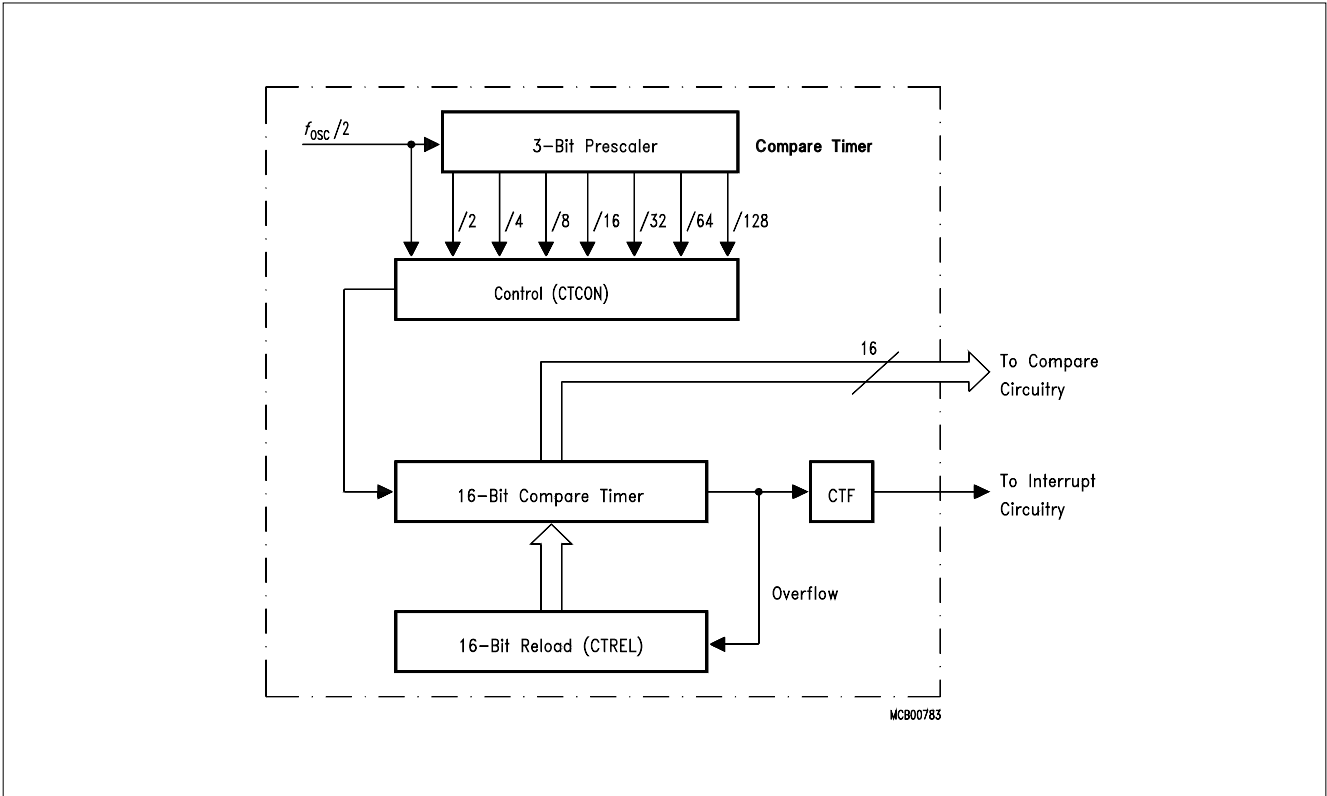 fOSC/2
3-Bit Prescaler
Compare Timer
/2
/4
/8
/16
/32
/64
/128
Control (CTCON)
16
To Compare
Circuitry
16-Bit Compare Timer
CTF
To Interrupt
Circuitry
Overflow
16-Bit Reload (CTREL)
MCB00783